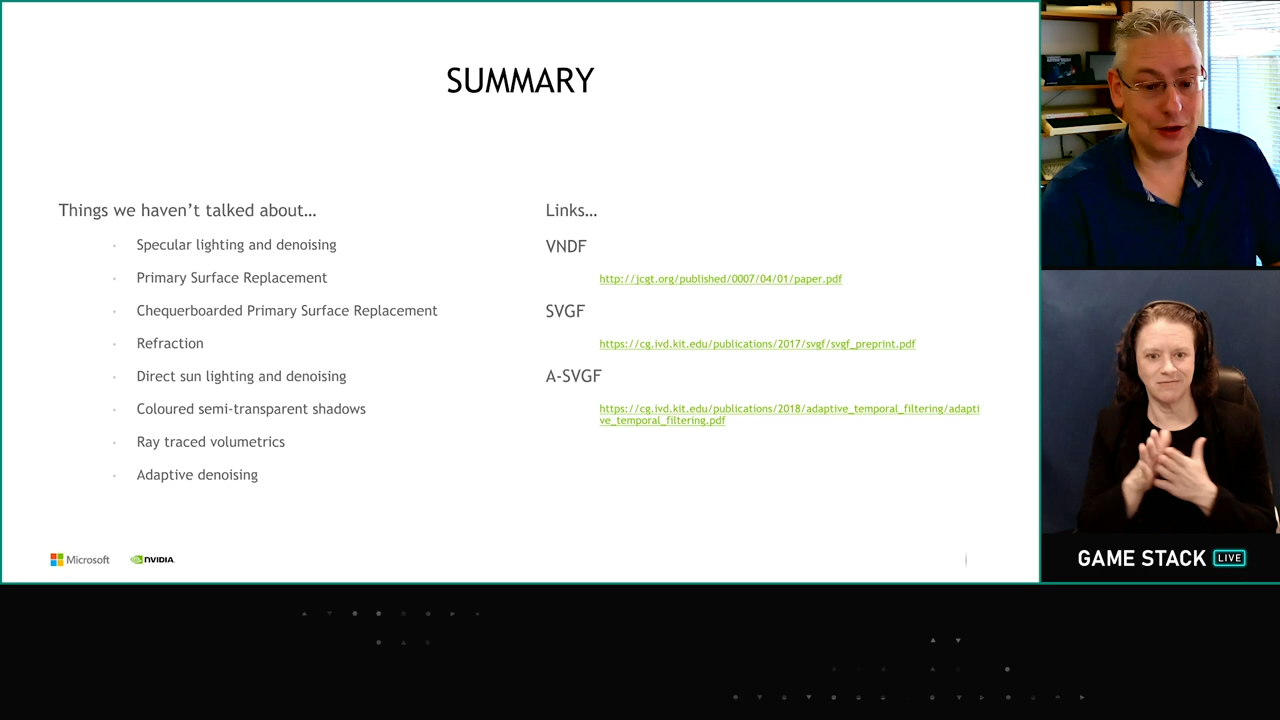 SUMMARY
Things we haven't talked about…
Specular lighting and denoising
Primary Surface Replacement
Chequerboarded Primary Surface Replacement
Refraction
Direct sun lighting and denoising
Coloured semi-transparent shadows
Ray traced volumetrics
Adaptive denoising
Links…
VNDF
http://jcgt.org/published/0007/04/01/paper.pdf
SVGF
https://cg.ivd.kit.edu/publications/2017/svgf/svgf_preprint.pdf
A-SVGF
https://cg.ivd.kit.edu/publications/2018/adaptive_temporal_filtering/adapti
ve_temporal_filtering.pdf
Microsoft
NVIDIA
GAME STACK LIVE